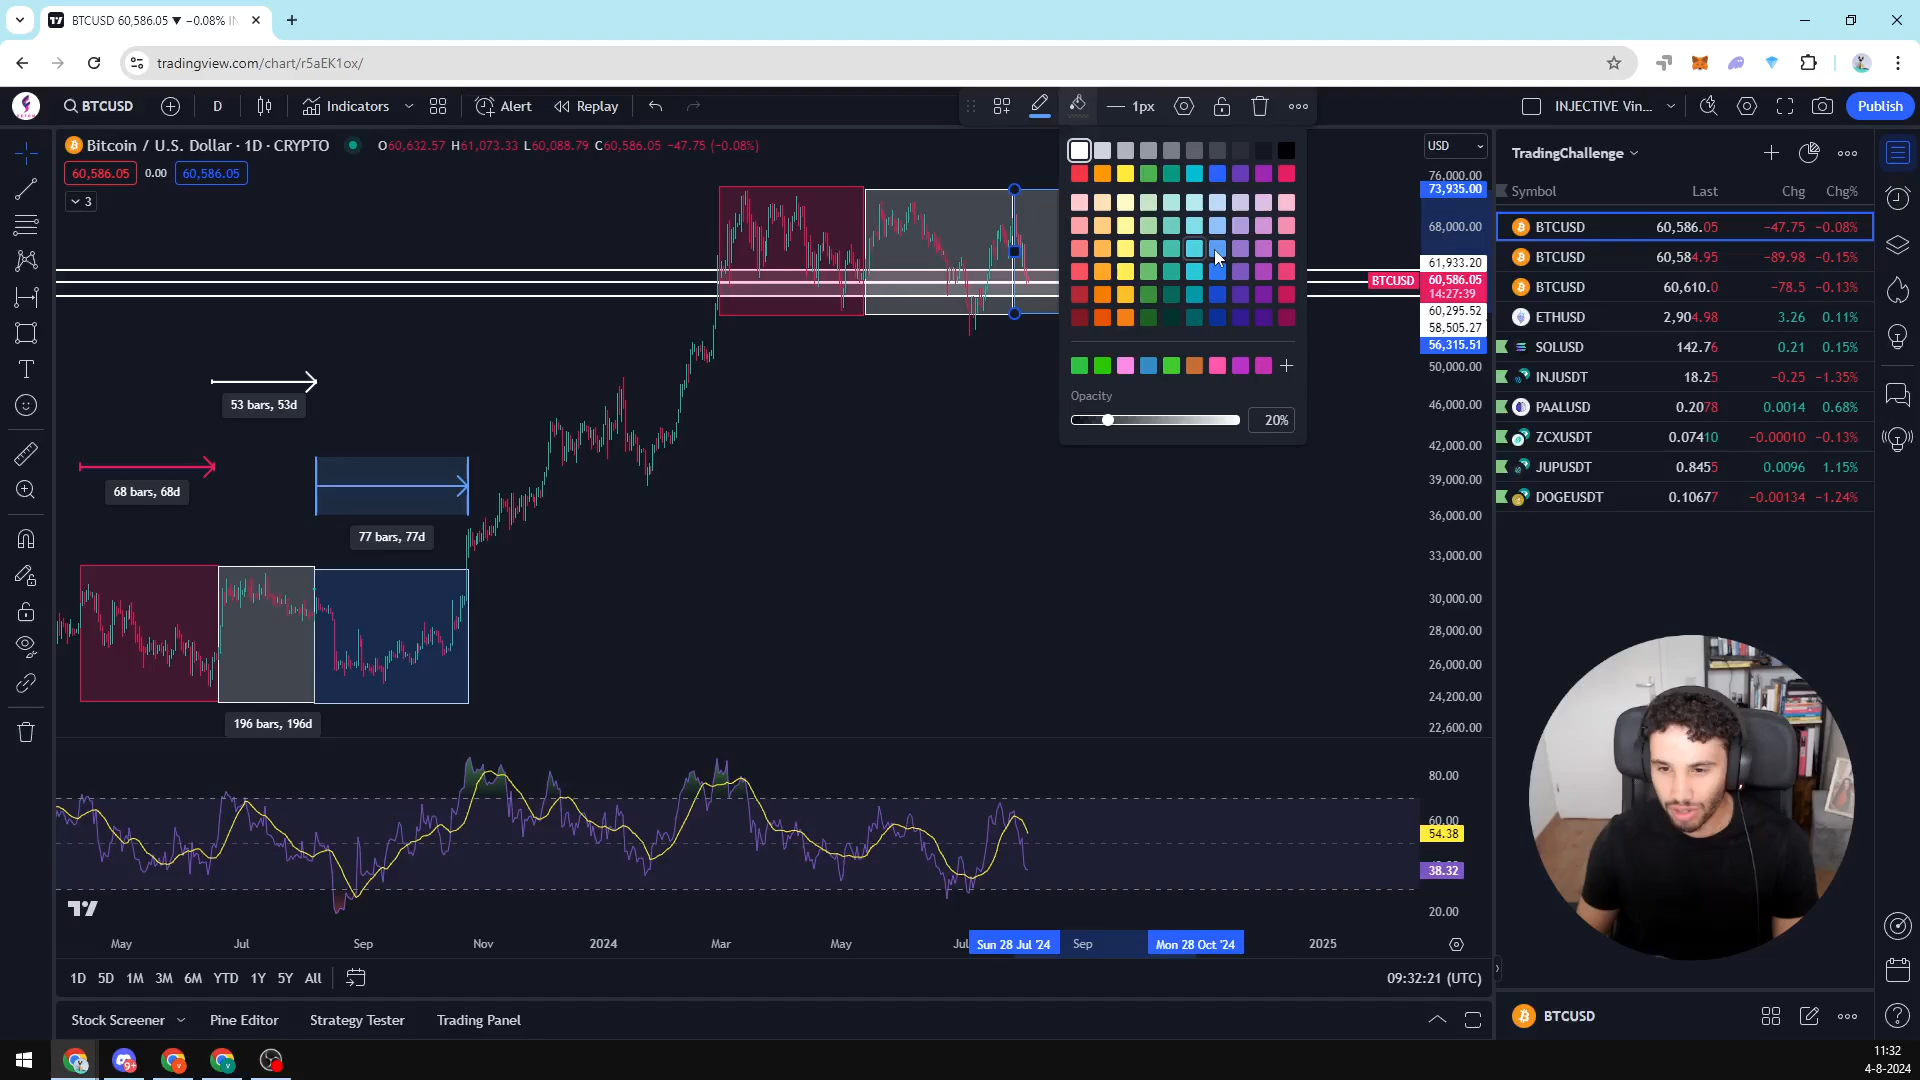 BTCUSD 60,586.05 ▼ −0.08%
tradingview.com/chart/r5aEK1ox/
BTCUSD
D
Indicators
Alert
Replay
1px
INJECTIVE Vin...
Publish
Bitcoin / U.S. Dollar · 1D · CRYPTO
O60,632.57 H61,073.33 L60,088.79 C60,586.05 −47.75 (−0.08%)
60,586.05
0.00
60,586.05
3
USD
76,000.00
73,935.00
68,000.00
61,933.20
BTCUSD
60,586.05
14:27:39
60,295.52
58,505.27
56,315.51
50,000.00
46,000.00
42,000.00
39,000.00
36,000.00
33,000.00
30,000.00
28,000.00
26,000.00
24,200.00
22,600.00
Opacity
20%
53 bars, 53d
68 bars, 68d
77 bars, 77d
196 bars, 196d
80.00
60.00
54.38
38.32
20.00
May
Jul
Sep
Nov
2024
Mar
May
Jul
Sun 28 Jul '24
Sep
Mon 28 Oct '24
2025
1D
5D
1M
3M
6M
YTD
1Y
5Y
All
09:32:21 (UTC)
Stock Screener
Pine Editor
Strategy Tester
Trading Panel
TradingChallenge
Symbol Last Chg Chg%
BTCUSD 60,586.05 −47.75 −0.08%
BTCUSD 60,584.95 −89.98 −0.15%
BTCUSD 60,610.0 −78.5 −0.13%
ETHUSD 2,904.98 3.26 0.11%
SOLUSD 142.76 0.21 0.15%
INJUSDT 18.25 −0.25 −1.35%
PAALUSD 0.2078 0.0014 0.68%
ZCXUSDT 0.07410 −0.00010 −0.13%
JUPUSDT 0.8455 0.0096 1.15%
DOGEUSDT 0.10677 −0.00134 −1.24%
BTCUSD
9+
11:32
4-8-2024